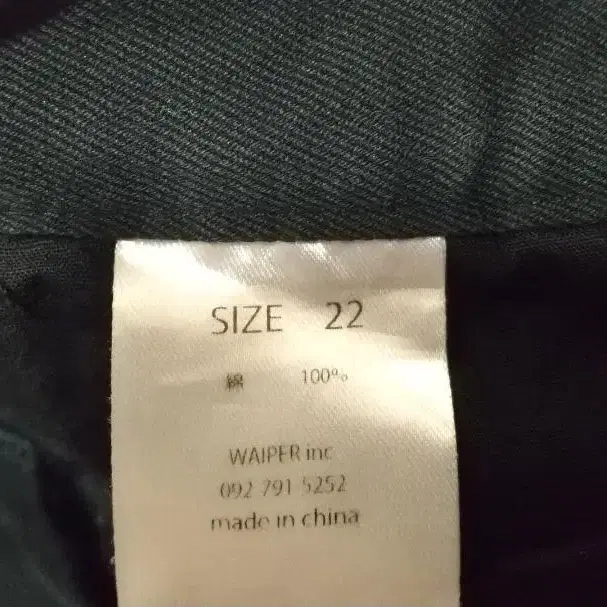 SIZE 22
綿 100%
WAIPER inc
092 791 5252
made in china